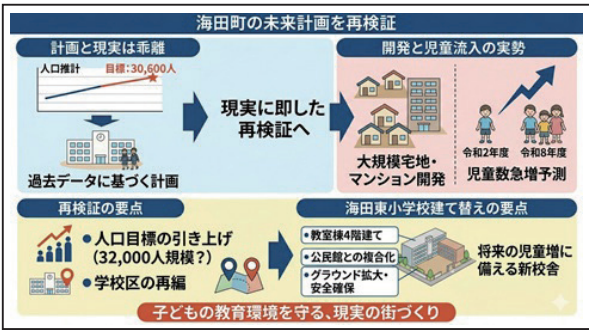 海田町の未来計画を再検証
計画と現実は乖離
人口推計
目標:30,600人
過去データに基づく計画
現実に即した
再検証へ
開発と児童流入の実勢
大規模宅地・
マンション開発
令和2年度
令和8年度
児童数急増予測
再検証の要点
●人口目標の引き上げ
(32,000人規模?)
●学校区の再編
海田東小学校建て替えの要点
•教室棟4階建て
•公民館との複合化
•グラウンド拡大・
安全確保
将来の児童増に
備える新校舎
子どもの教育環境を守る、現実の街づくり